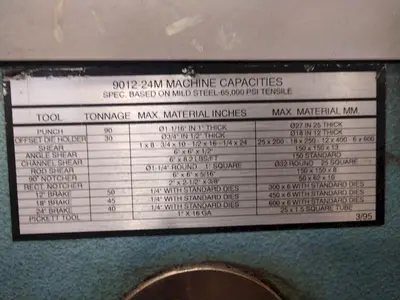 9012-24M MACHINE CAPACITIES
SPEC. BASED ON MILD STEEL-65,000 PSI TENSILE
TOOL TONNAGE MAX. MATERIAL INCHES MAX. MATERIAL MM.
PUNCH 90 Ø1-1/16" IN 1" THICK Ø27 IN 25 THICK
OFFSET DIE HOLDER 30 Ø3/4" IN 1/2" THICK Ø18 IN 12 THICK
SHEAR 1 x 8 · 3/4 x 10 · 1/2 x 16 · 1/4 x 24 25 x 200 · 18 x 250 · 12 x 400 · 6 x 600
ANGLE SHEAR 6" x 6" x 1/2" 150 STANDARD
CHANNEL SHEAR 6" x 8.2 LBS/FT
ROD SHEAR Ø1-1/4" ROUND 1" SQUARE Ø33 ROUND 25 SQUARE
90° NOTCHER 6" x 6" x 5/16" 150 x 150 x 8
RECT NOTCHER 2" x 2-1/2" x 3/8" 50 x 62 x 10
12" BRAKE 50 1/4" WITH STANDARD DIES 300 x 6 WITH STANDARD DIES
18" BRAKE 45 1/4" WITH STANDARD DIES 450 x 6 WITH STANDARD DIES
24" BRAKE 40 1/4" WITH STANDARD DIES 600 x 6 WITH STANDARD DIES
PICKETT TOOL 1" X 16 GA 25 x 1.5 SQUARE TUBE
3/95